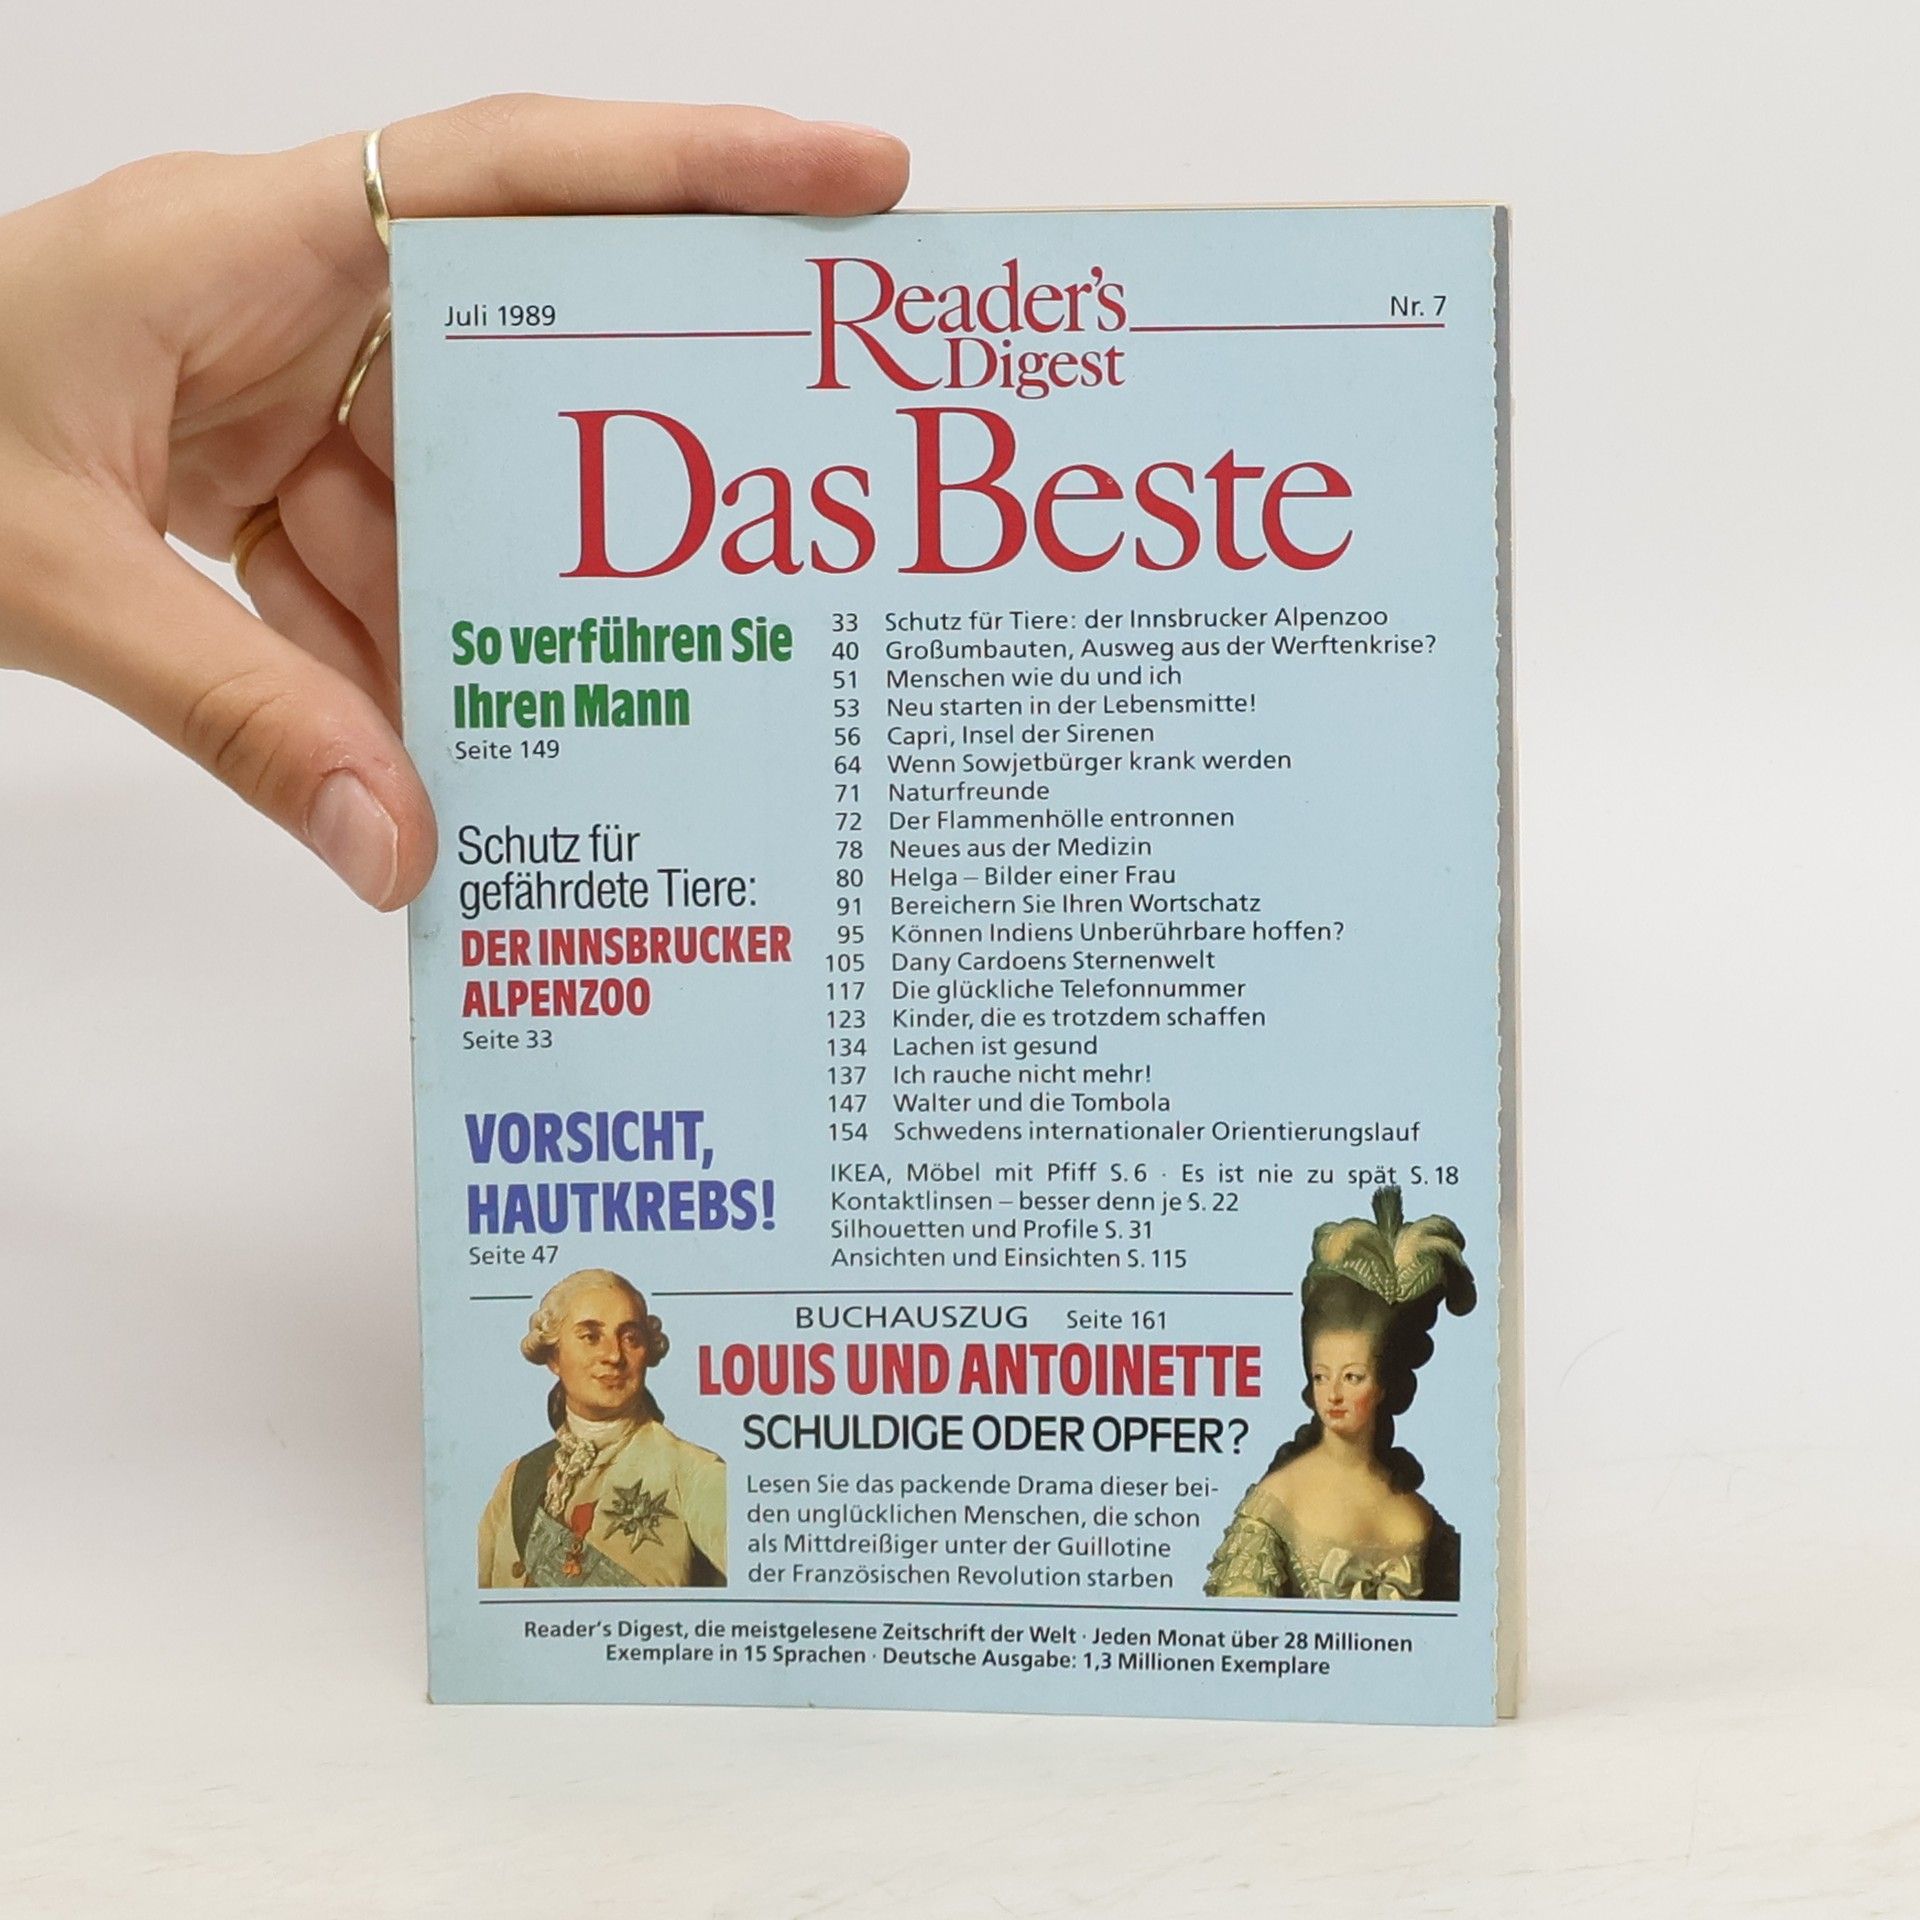 Juli 1989
Reader's
Nr. 7
Digest
Das Beste
So verführen Sie
Ihren Mann
Seite 149
Schutz für
gefährdete Tiere:
DER INNSBRUCKER
ALPENZOO
Seite 33
VORSICHT,
HAUTKREBS!
Seite 47
33 Schutz für Tiere: der Innsbrucker Alpenzoo
40 Großumbauten, Ausweg aus der Werftenkrise?
51 Menschen wie du und ich
53 Neu starten in der Lebensmitte!
56 Capri, Insel der Sirenen
64 Wenn Sowjetbürger krank werden
71 Naturfreunde
72 Der Flammenhölle entronnen
78 Neues aus der Medizin
80 Helga – Bilder einer Frau
91 Bereichern Sie Ihren Wortschatz
95 Können Indiens Unberührbare hoffen?
105 Dany Cardoens Sternenwelt
117 Die glückliche Telefonnummer
123 Kinder, die es trotzdem schaffen
134 Lachen ist gesund
137 Ich rauche nicht mehr!
147 Walter und die Tombola
154 Schwedens internationaler Orientierungslauf
IKEA, Möbel mit Pfiff S. 6 · Es ist nie zu spät S. 18
Kontaktlinsen – besser denn je S. 22
Silhouetten und Profile S. 31
Ansichten und Einsichten S. 115
BUCHAUSZUG Seite 161
LOUIS UND ANTOINETTE
SCHULDIGE ODER OPFER?
Lesen Sie das packende Drama dieser bei-
den unglücklichen Menschen, die schon
als Mittdreißiger unter der Guillotine
der Französischen Revolution starben
Reader's Digest, die meistgelesene Zeitschrift der Welt · Jeden Monat über 28 Millionen
Exemplare in 15 Sprachen · Deutsche Ausgabe: 1,3 Millionen Exemplare